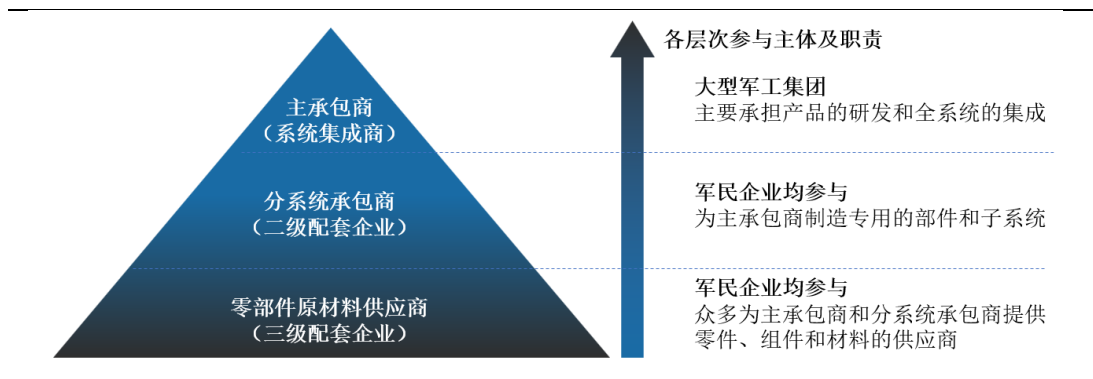 各层次参与主体及职责
主承包商
（系统集成商）
大型军工集团
主要承担产品的研发和全系统的集成
分系统承包商
（二级配套企业）
军民企业均参与
为主承包商制造专用的部件和子系统
零部件原材料供应商
（三级配套企业）
军民企业均参与
众多为主承包商和分系统承包商提供
零件、组件和材料的供应商